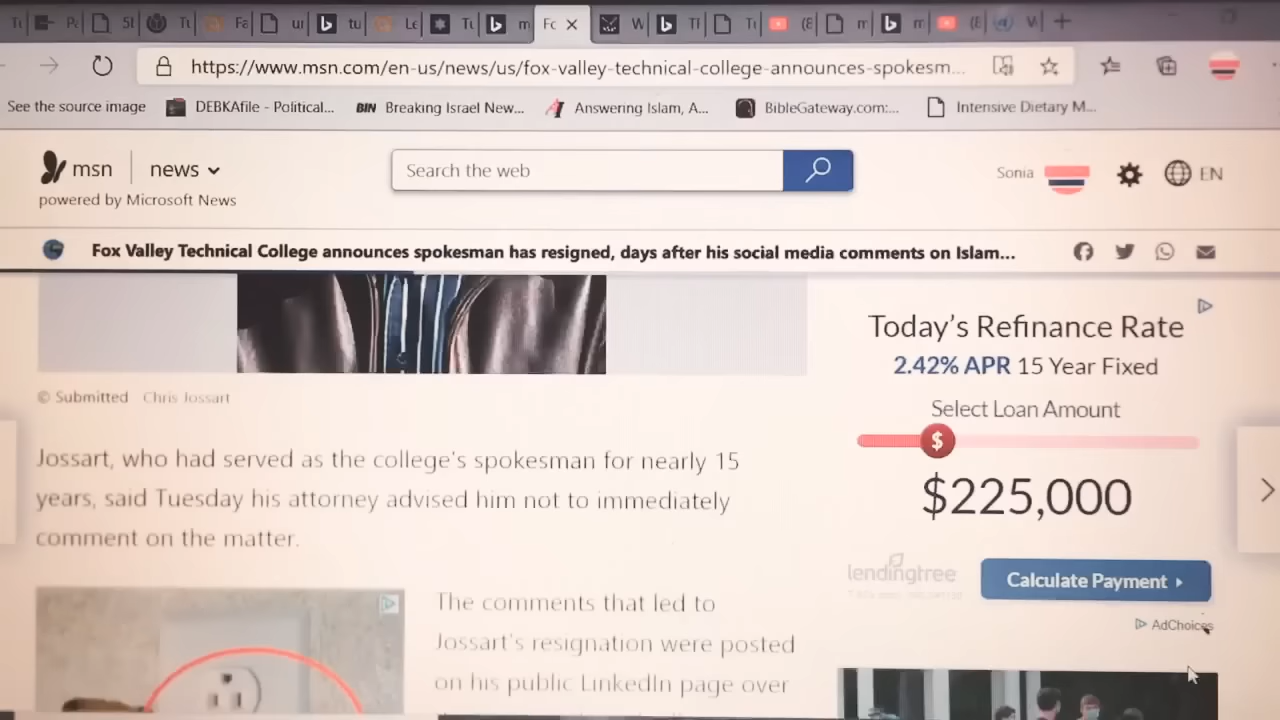 https://www.msn.com/en-us/news/us/fox-valley-technical-college-announces-spokesm...
See the source image
DEBKAfile - Political...
BIN Breaking Israel New...
Answering Islam, A...
BibleGateway.com:...
Intensive Dietary M...
msn
news
powered by Microsoft News
Search the web
Sonia
EN
Fox Valley Technical College announces spokesman has resigned, days after his social media comments on Islam...
© Submitted Chris Jossart
Jossart, who had served as the college's spokesman for nearly 15
years, said Tuesday his attorney advised him not to immediately
comment on the matter.
The comments that led to
Jossart's resignation were posted
on his public LinkedIn page over
Today's Refinance Rate
2.42% APR 15 Year Fixed
Select Loan Amount
$
$225,000
lendingtree
Calculate Payment
AdChoices